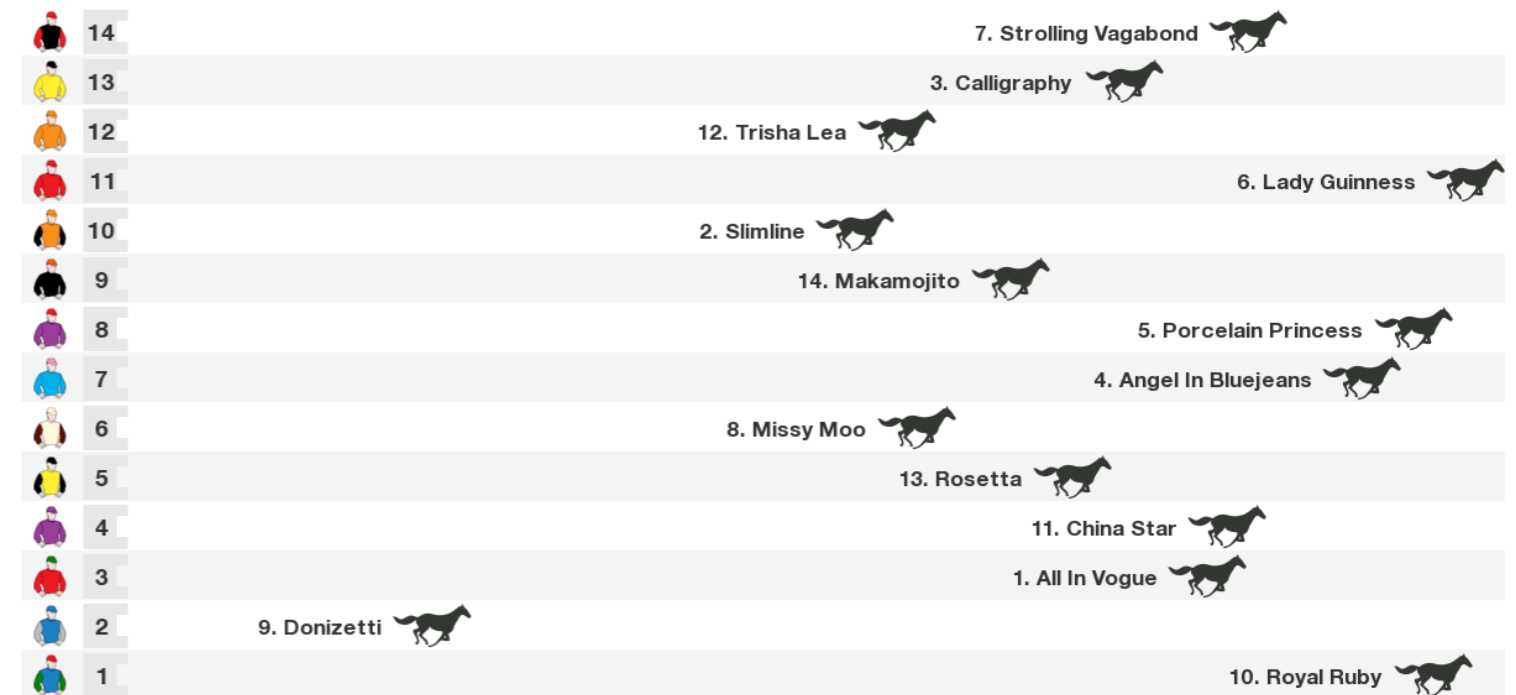 14 7. Strolling Vagabond
13 3. Calligraphy
12 12. Trisha Lea
11 6. Lady Guinness
10 2. Slimline
9 14. Makamojito
8 5. Porcelain Princess
7 4. Angel In Bluejeans
6 8. Missy Moo
5 13. Rosetta
4 11. China Star
3 1. All In Vogue
2 9. Donizetti
1 10. Royal Ruby